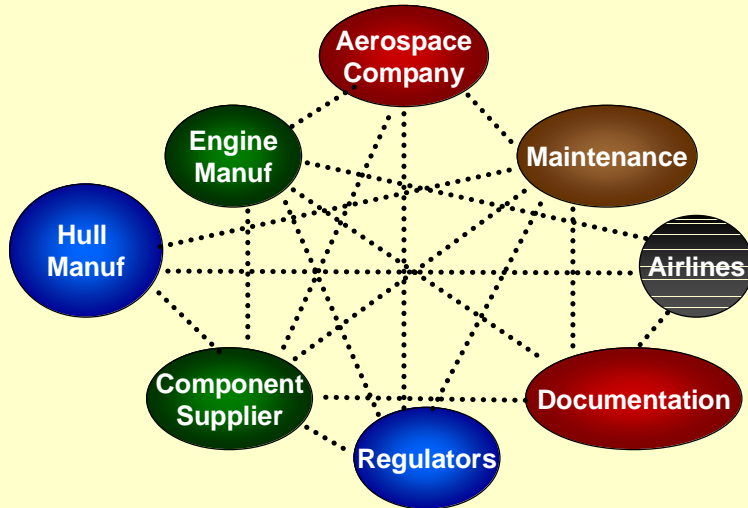 Aerospace
Company
Engine
Manuf
Maintenance
Hull
Manuf
Airlines
Component
Supplier
Documentation
Regulators